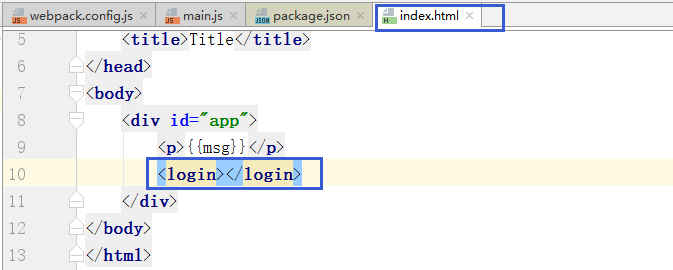 webpack.config.js main.js package.json index.html
5 <title>Title</title>
6 </head>
7 <body>
8 <div id="app">
9 <p>{{msg}}</p>
10 <login></login>
11 </div>
12 </body>
13 </html>